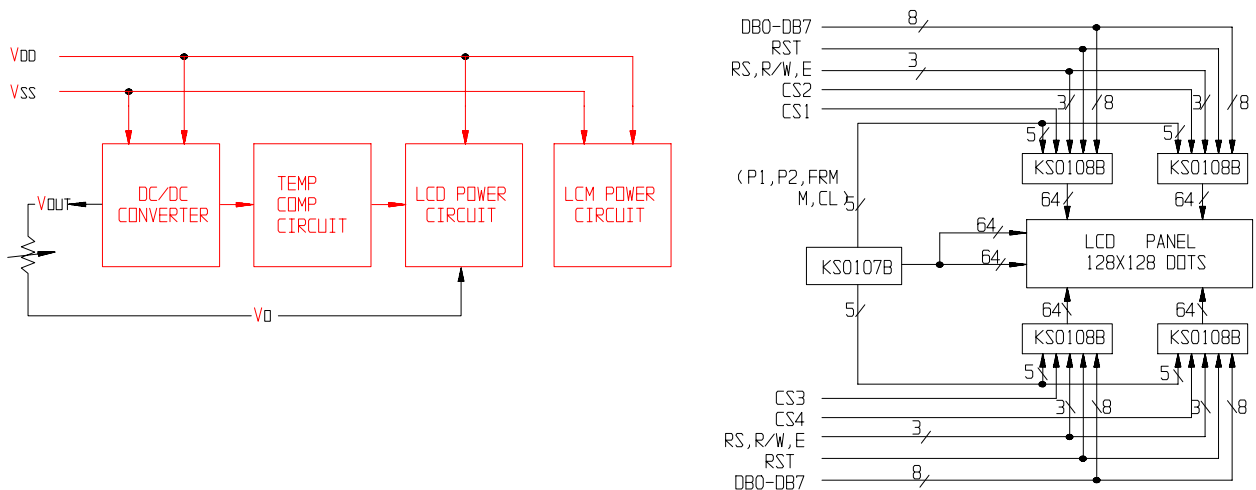 VDD
VSS
DC/DC
CONVERTER
TEMP
COMP
CIRCUIT
LCD POWER
CIRCUIT
LCM POWER
CIRCUIT
VOUT
VO
DB0-DB7
8
RST
RS,R/W,E
3
CS2
CS1
3
8
3
8
5
5
KS0108B
KS0108B
(P1,P2,FRM
M,CL)
5
64
64
KS0107B
64
64
LCD PANEL
128X128 DOTS
5
64
64
KS0108B
KS0108B
5
5
CS3
3
8
3
8
CS4
RS,R/W,E
3
RST
DB0-DB7
8